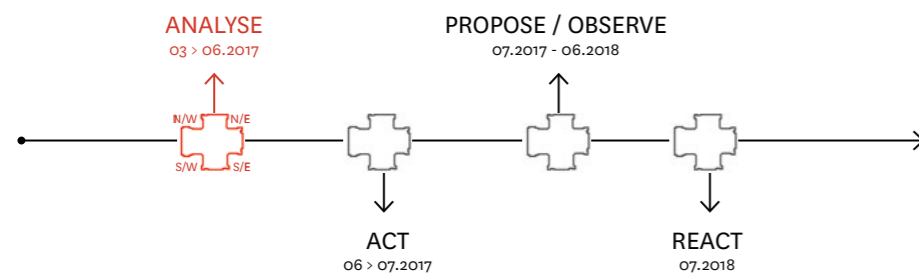 ANALYSE
03 > 06.2017
PROPOSE / OBSERVE
07.2017 - 06.2018
N/W N/E
S/W S/E
ACT
06 > 07.2017
REACT
07.2018